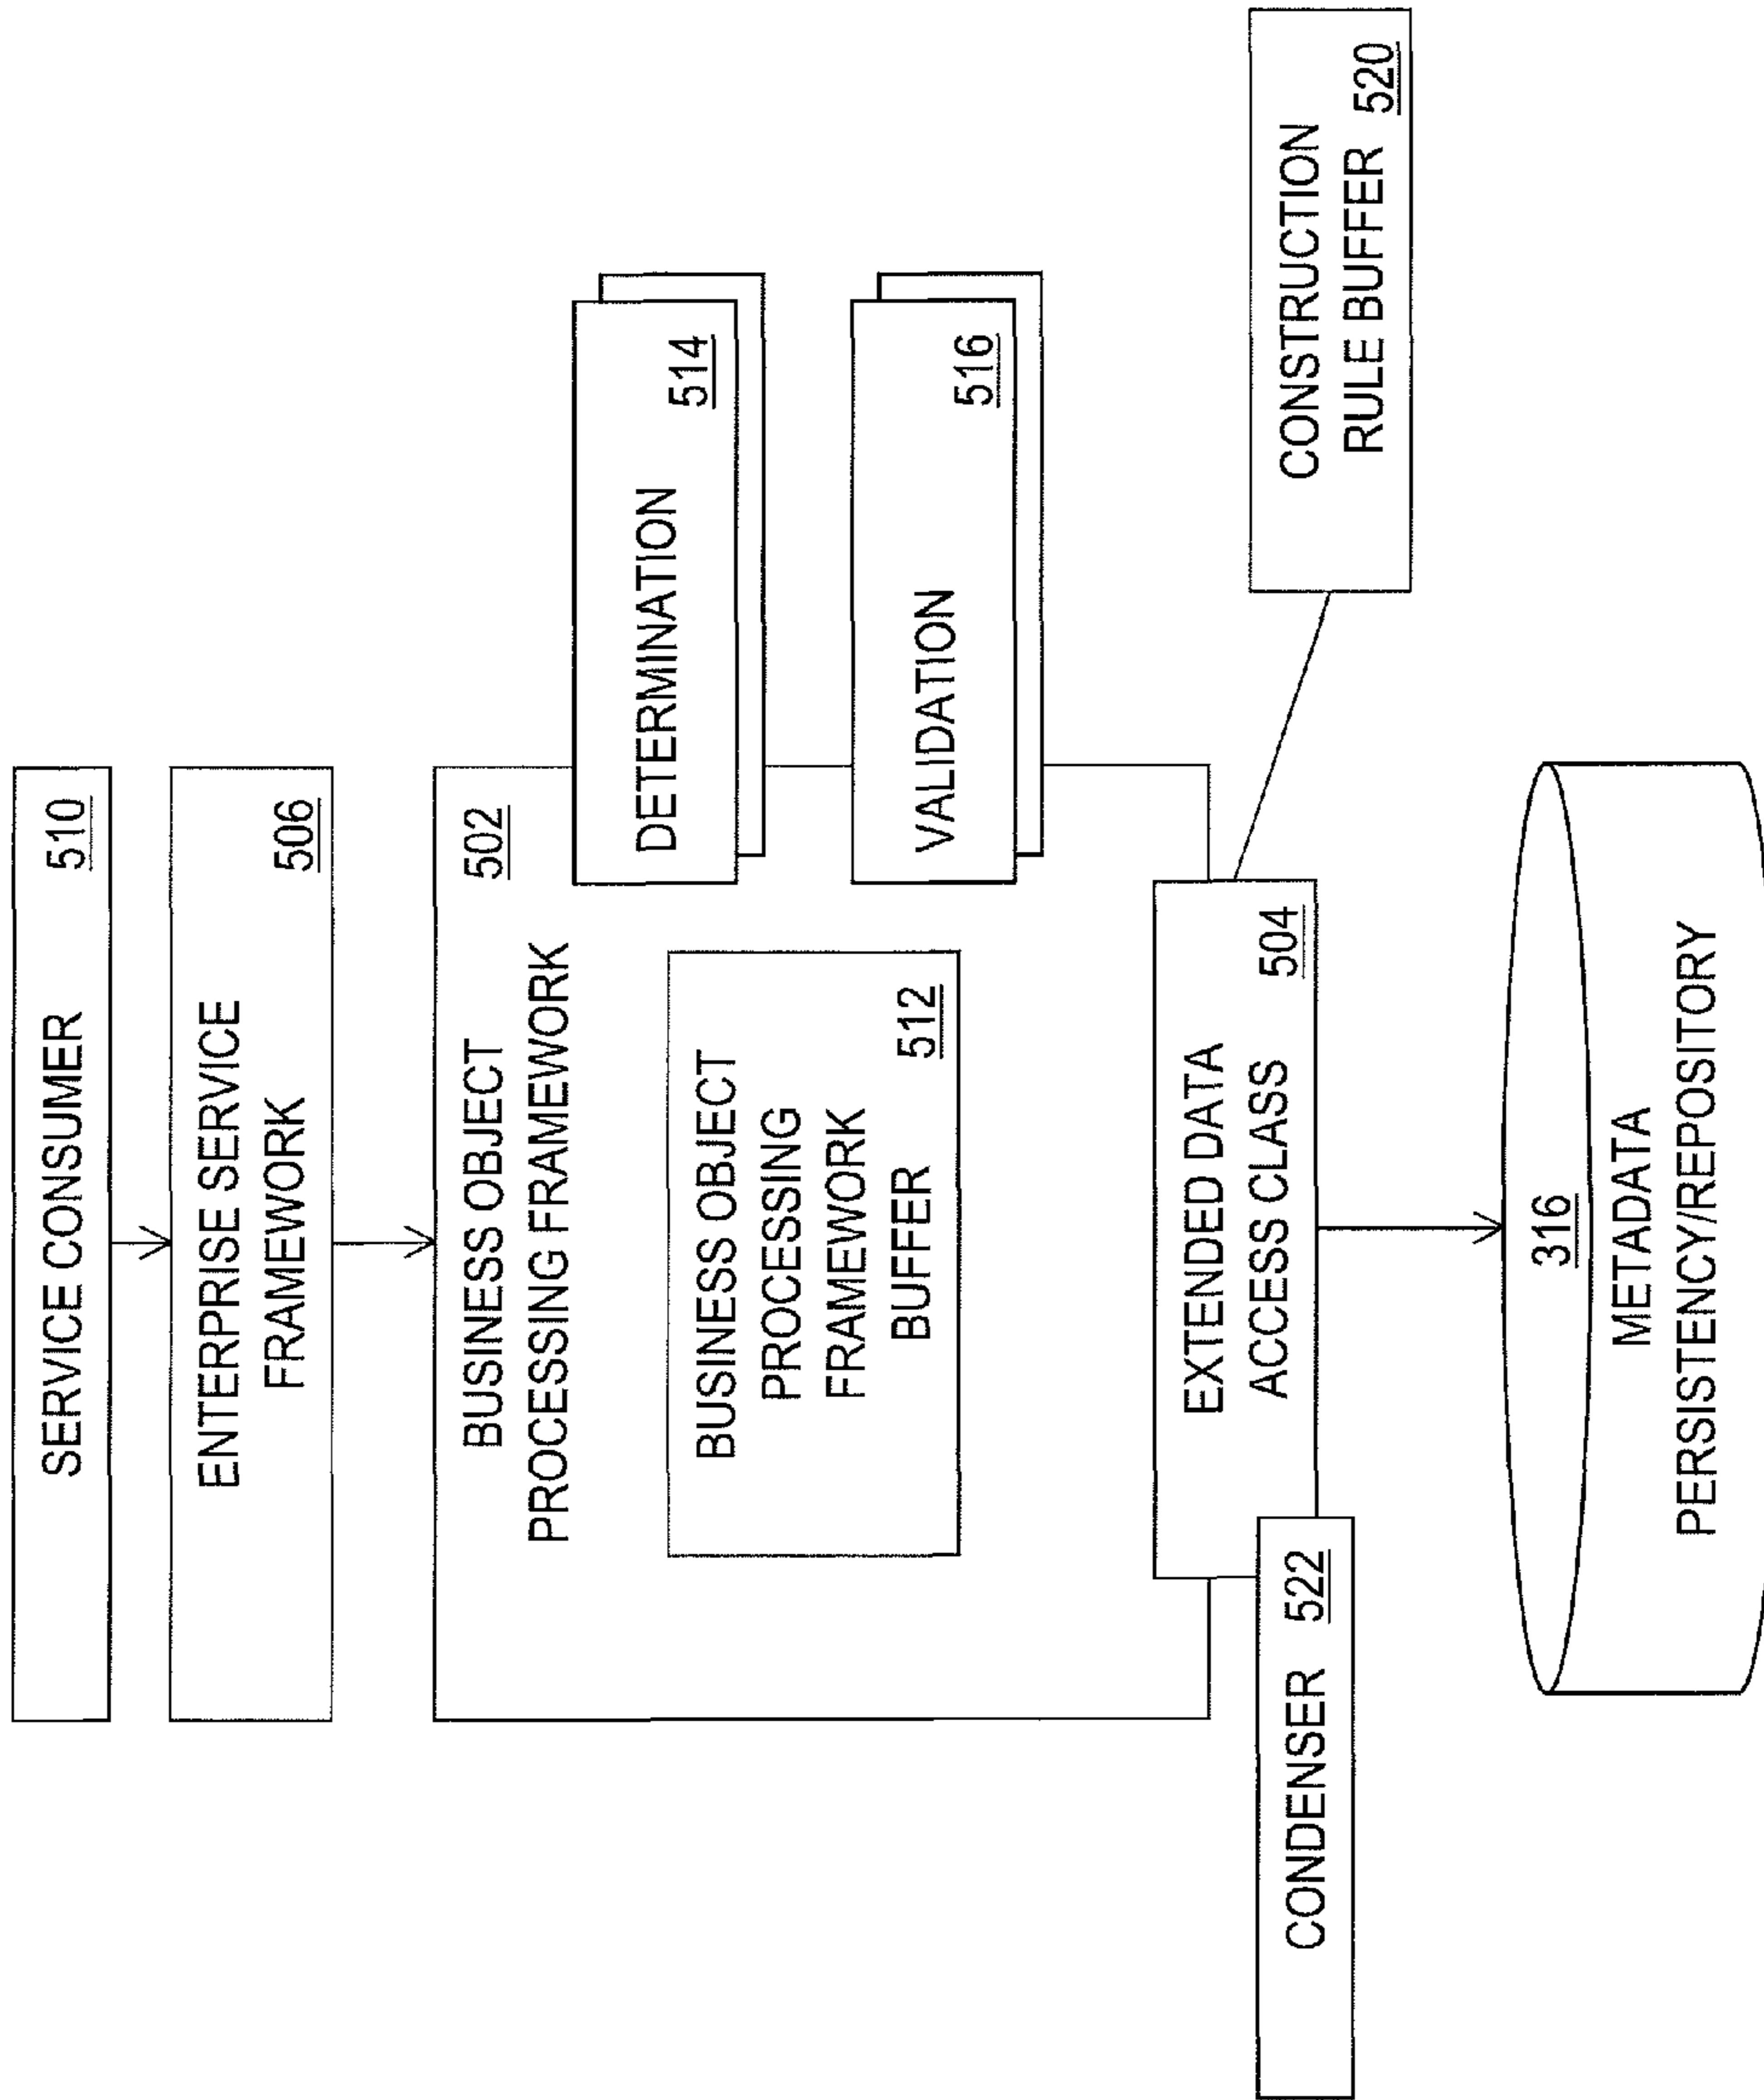 SERVICE CONSUMER 510
ENTERPRISE SERVICE
FRAMEWORK
506
BUSINESS OBJECT
PROCESSING FRAMEWORK
502
BUSINESS OBJECT
PROCESSING
FRAMEWORK
BUFFER
512
DETERMINATION
514
VALIDATION
516
EXTENDED DATA
ACCESS CLASS
504
CONSTRUCTION
RULE BUFFER 520
CONDENSER 522
316
METADATA
PERSISTENCY/REPOSITORY